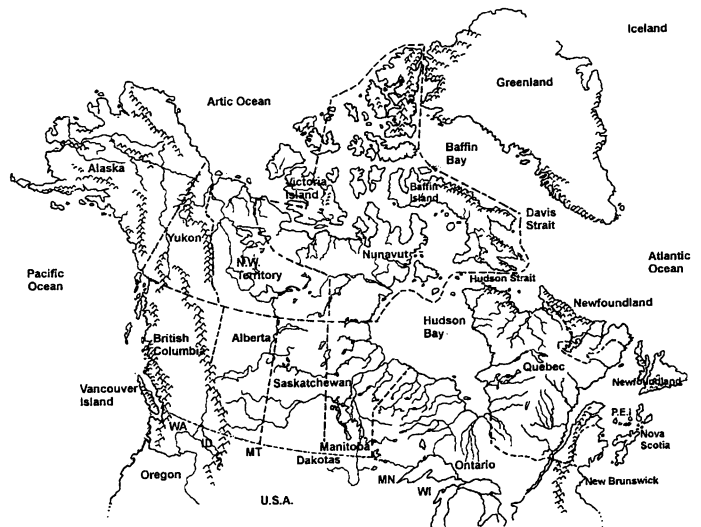 Iceland
Greenland
Artic Ocean
Baffin
Bay
Alaska
Victoria
Island
Baffin
Island
Davis
Strait
Yukon
Nunavut
N.W.
Territory
Atlantic
Ocean
Pacific
Ocean
Hudson Strait
Newfoundland
Hudson
Bay
British
Columbia
Alberta
Quebec
Saskatchewan
Newfoundland
Vancouver
Island
P.E.I
WA
ID
Nova
Scotia
MT
Manitoba
Dakotas
Ontario
Oregon
MN
WI
New Brunswick
U.S.A.